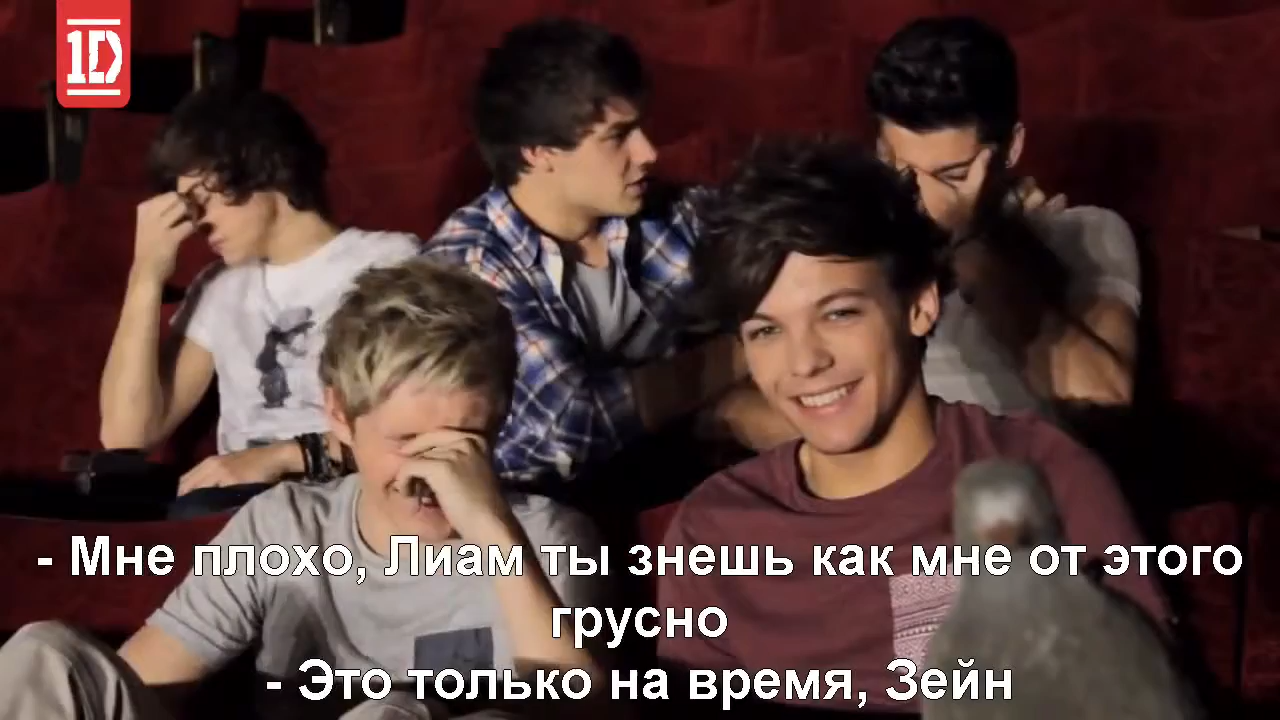 1D
- Мне плохо, Лиам ты знешь как мне от этого
грусно
- Это только на время, Зейн